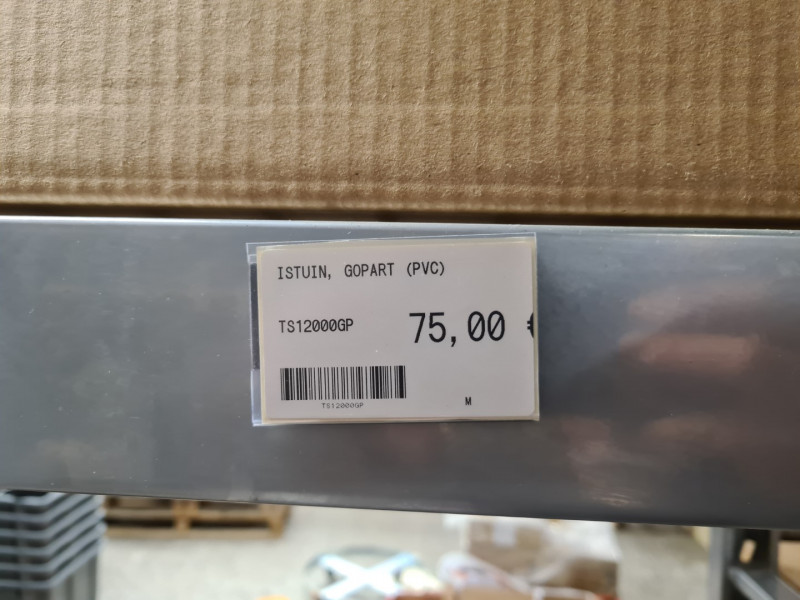 ISTUIN, GOPART (PVC)
TS12000GP 75,00 €
TS12000GP
M